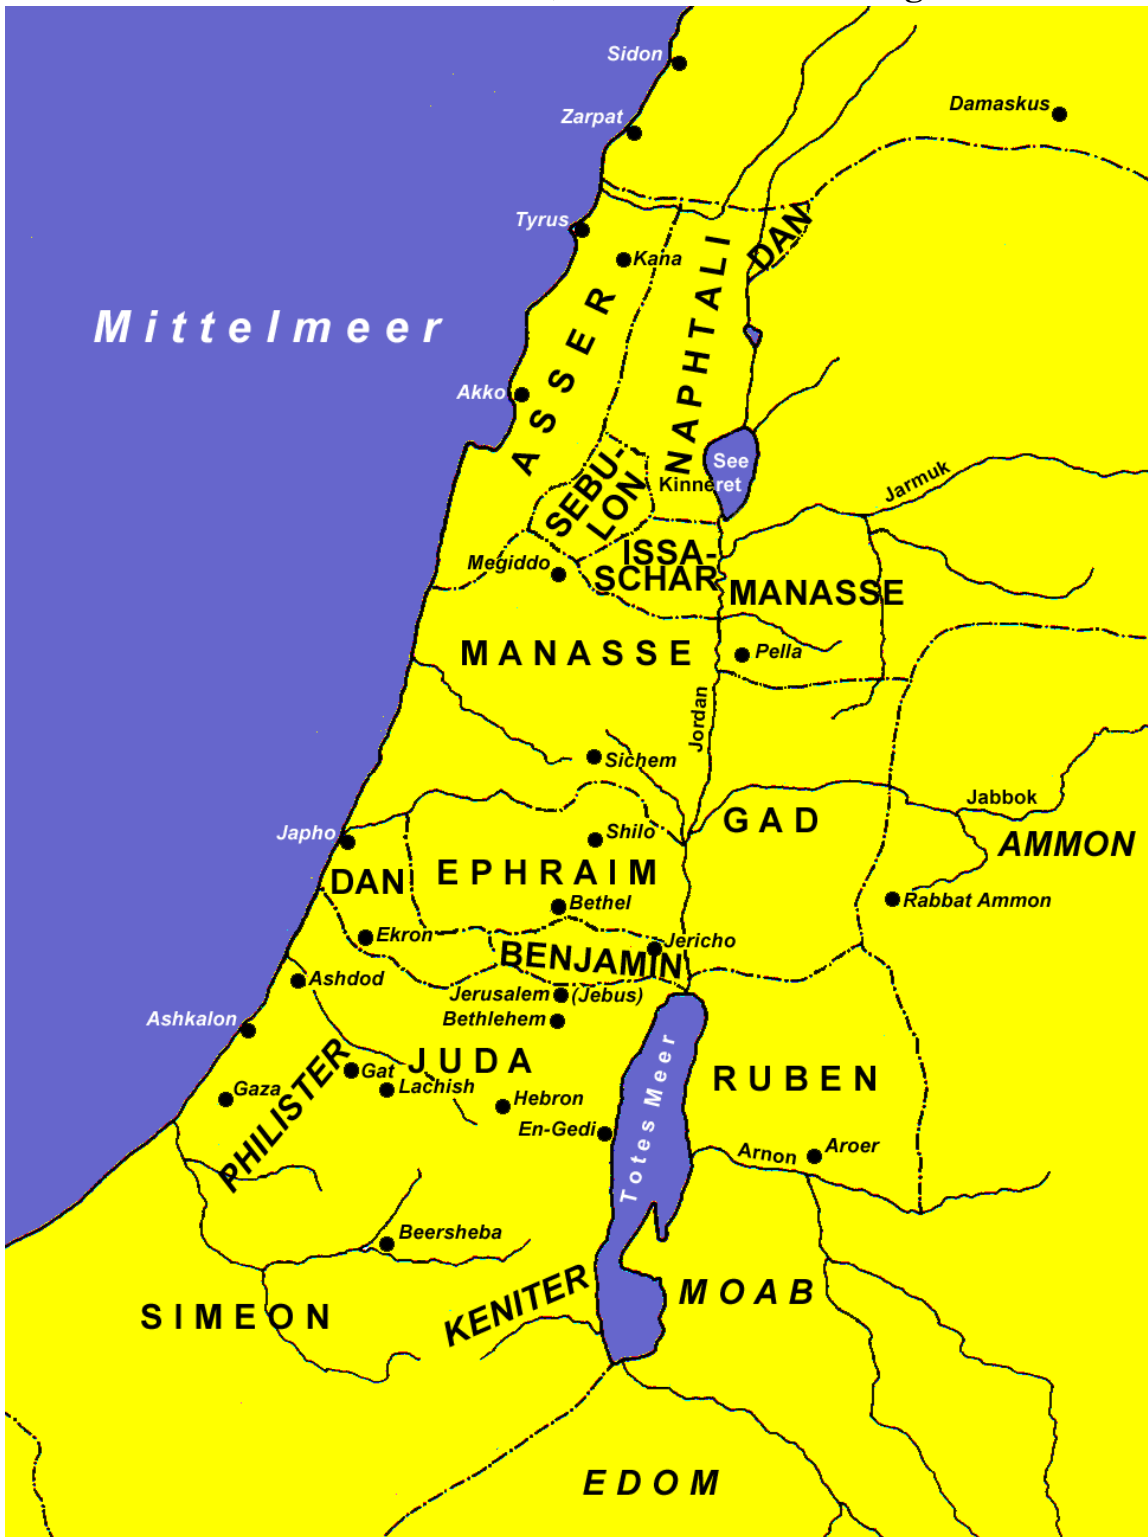 Sidon
Damaskus
Zarpat
Tyrus
DAN
Kana
Mittelmeer
ASSER
NAPHTALI
Akko
SEBU-
LON
See
Kinneret
Jarmuk
Megiddo
ISSA-
SCHAR
MANASSE
MANASSE
Pella
Jordan
Sichem
Jabbok
Japho
Shilo
GAD
AMMON
DAN
EPHRAIM
Rabbat Ammon
Bethel
Ekron
Jericho
BENJAMIN
Ashdod
Jerusalem (Jebus)
Ashkalon
Bethlehem
JUDA
Gat
RUBEN
Gaza
Lachish
PHILISTER
Hebron
En-Gedi
Totes Meer
Arnon
Aroer
Beersheba
SIMEON
KENITER
MOAB
EDOM